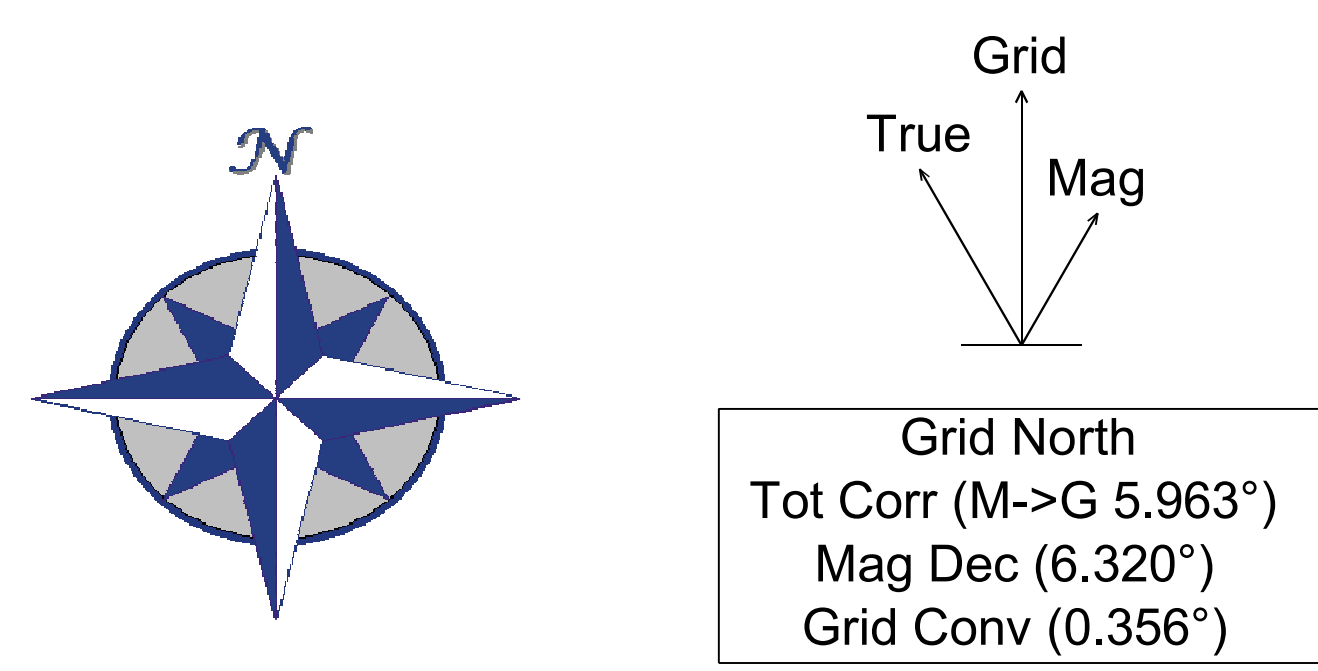 N
Grid
True
Mag
Grid North
Tot Corr (M->G 5.963°)
Mag Dec (6.320°)
Grid Conv (0.356°)